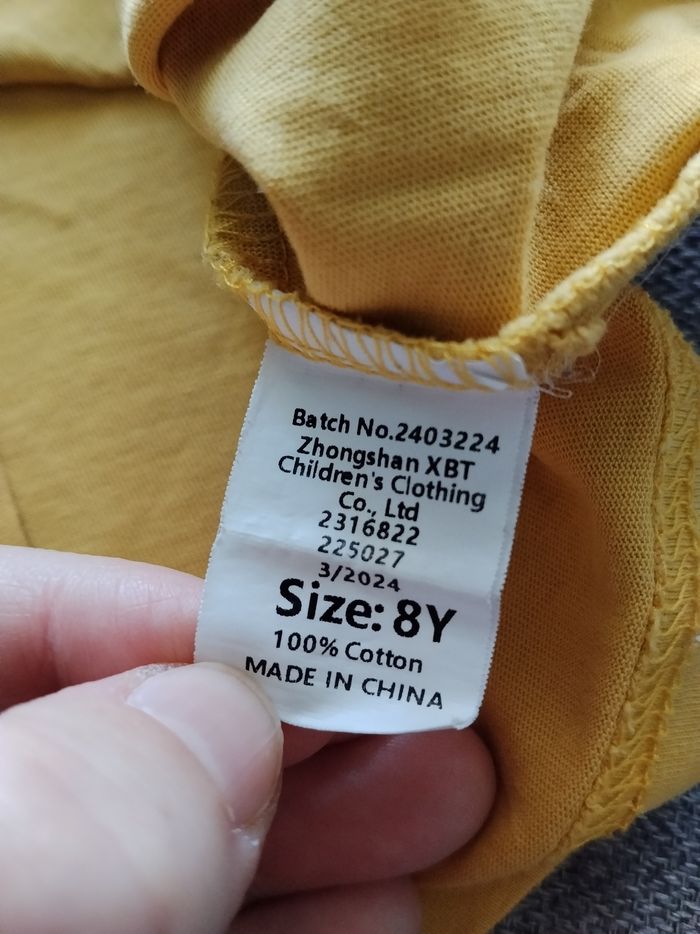 Batch No.2403224
Zhongshan XBT
Children's Clothing
Co., Ltd
2316822
225027
3/2024
Size: 8Y
100% Cotton
MADE IN CHINA